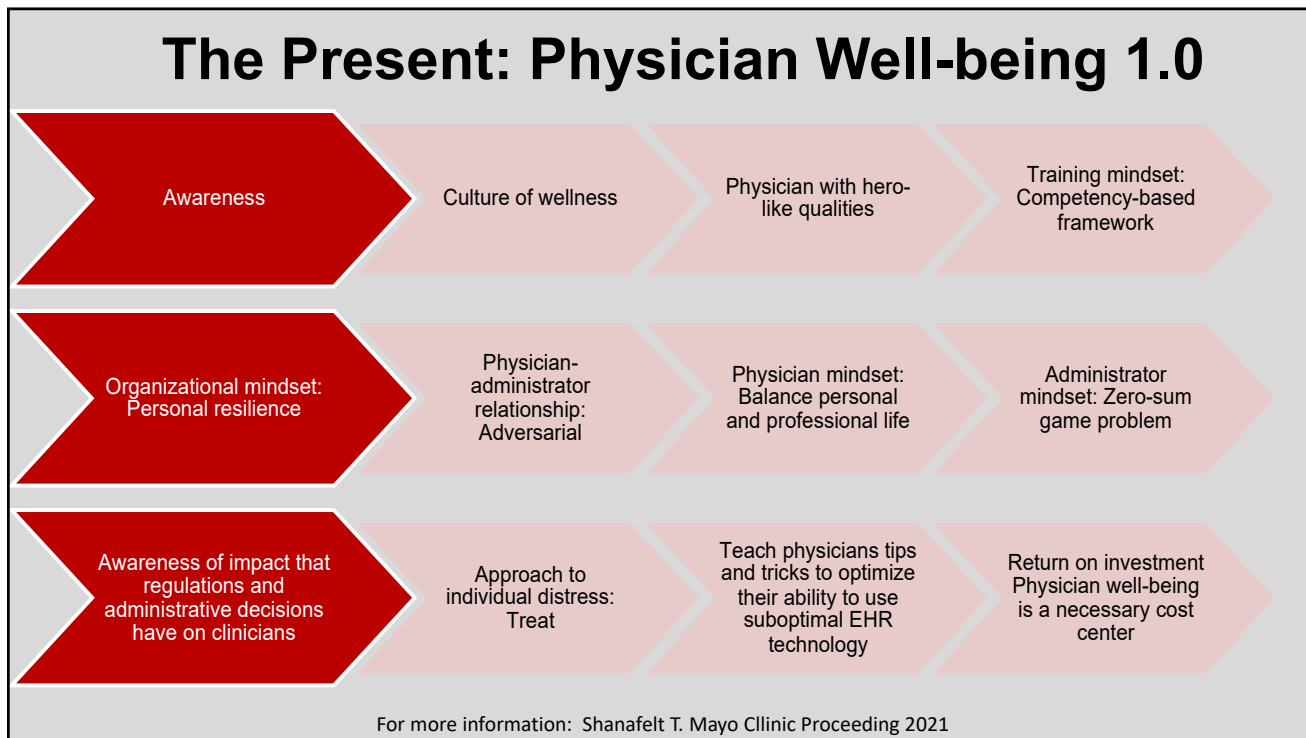 The Present: Physician Well-being 1.0
Awareness
Culture of wellness
Physician with hero-
like qualities
Training mindset:
Competency-based
framework
Organizational mindset:
Personal resilience
Physician-
administrator
relationship:
Adversarial
Physician mindset:
Balance personal
and professional life
Administrator
mindset: Zero-sum
game problem
Awareness of impact that
regulations and
administrative decisions
have on clinicians
Approach to
individual distress:
Treat
Teach physicians tips
and tricks to optimize
their ability to use
suboptimal EHR
technology
Return on investment
Physician well-being
is a necessary cost
center
For more information:  Shanafelt T. Mayo Cllinic Proceeding 2021